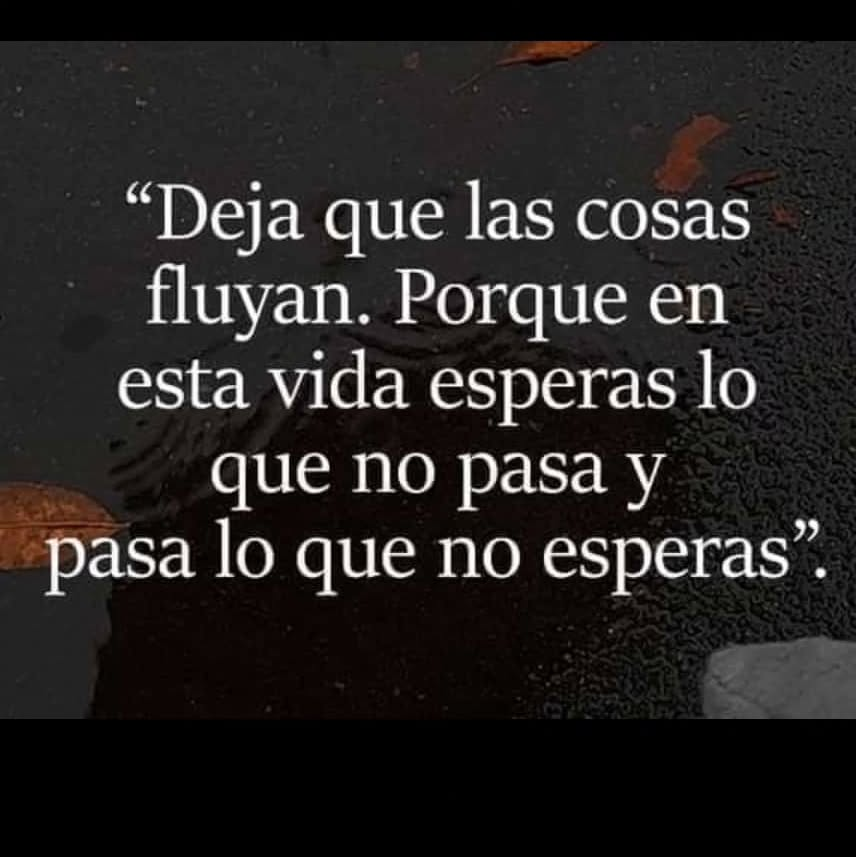 “Deja que las cosas
fluyan. Porque en
esta vida esperas lo
que no pasa y
pasa lo que no esperas”.